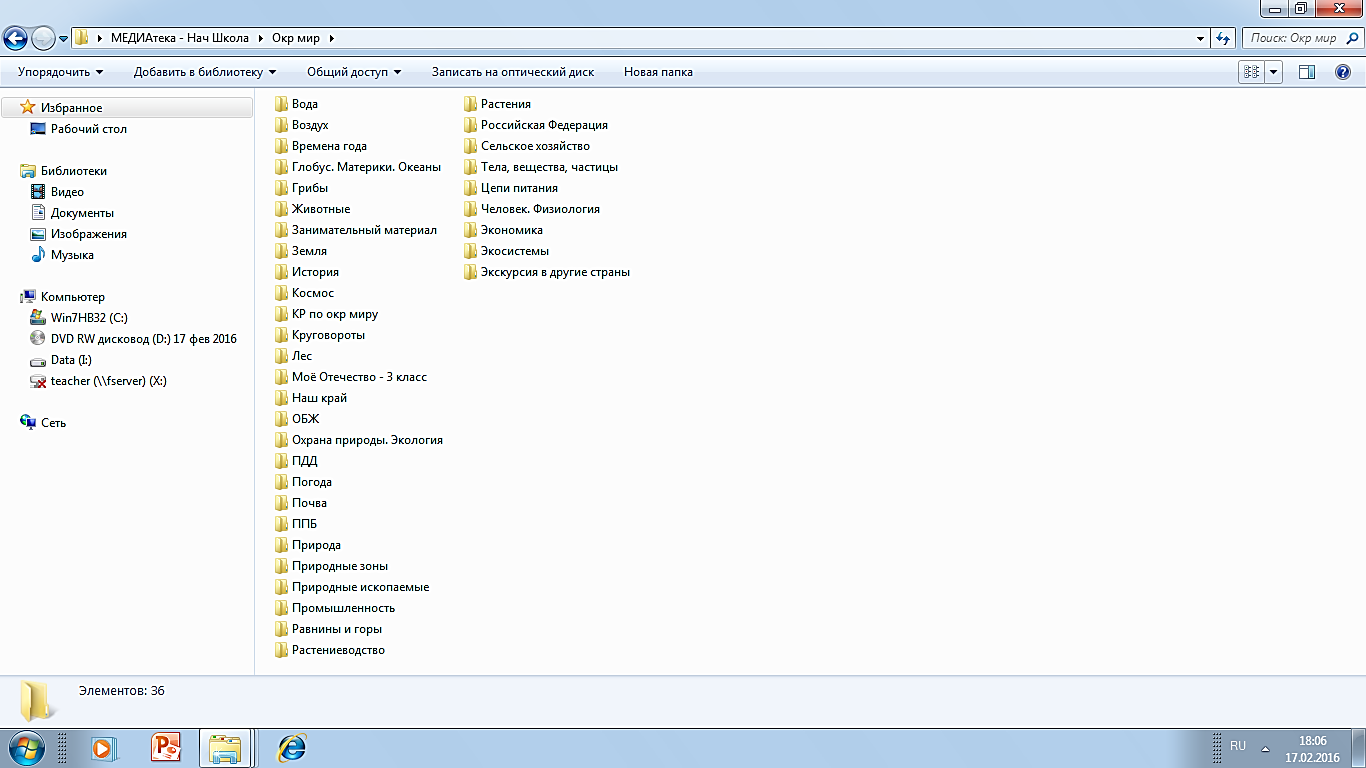 МЕДИАтека - Нач Школа Окр мир
Поиск: Окр мир
Упорядочить Добавить в библиотеку Общий доступ Записать на оптический диск Новая папка
Избранное
Рабочий стол
Библиотеки
Видео
Документы
Изображения
Музыка
Компьютер
Win7HB32 (C:)
DVD RW дисковод (D:) 17 фев 2016
Data (I:)
teacher (\\fserver) (X:)
Сеть
Вода
Воздух
Времена года
Глобус. Материки. Океаны
Грибы
Животные
Занимательный материал
Земля
История
Космос
КР по окр миру
Круговороты
Лес
Моё Отечество - 3 класс
Наш край
ОБЖ
Охрана природы. Экология
ПДД
Погода
Почва
ППБ
Природа
Природные зоны
Природные ископаемые
Промышленность
Равнины и горы
Растениеводство
Растения
Российская Федерация
Сельское хозяйство
Тела, вещества, частицы
Цепи питания
Человек. Физиология
Экономика
Экосистемы
Экскурсия в другие страны
Элементов: 36
RU
18:06
17.02.2016